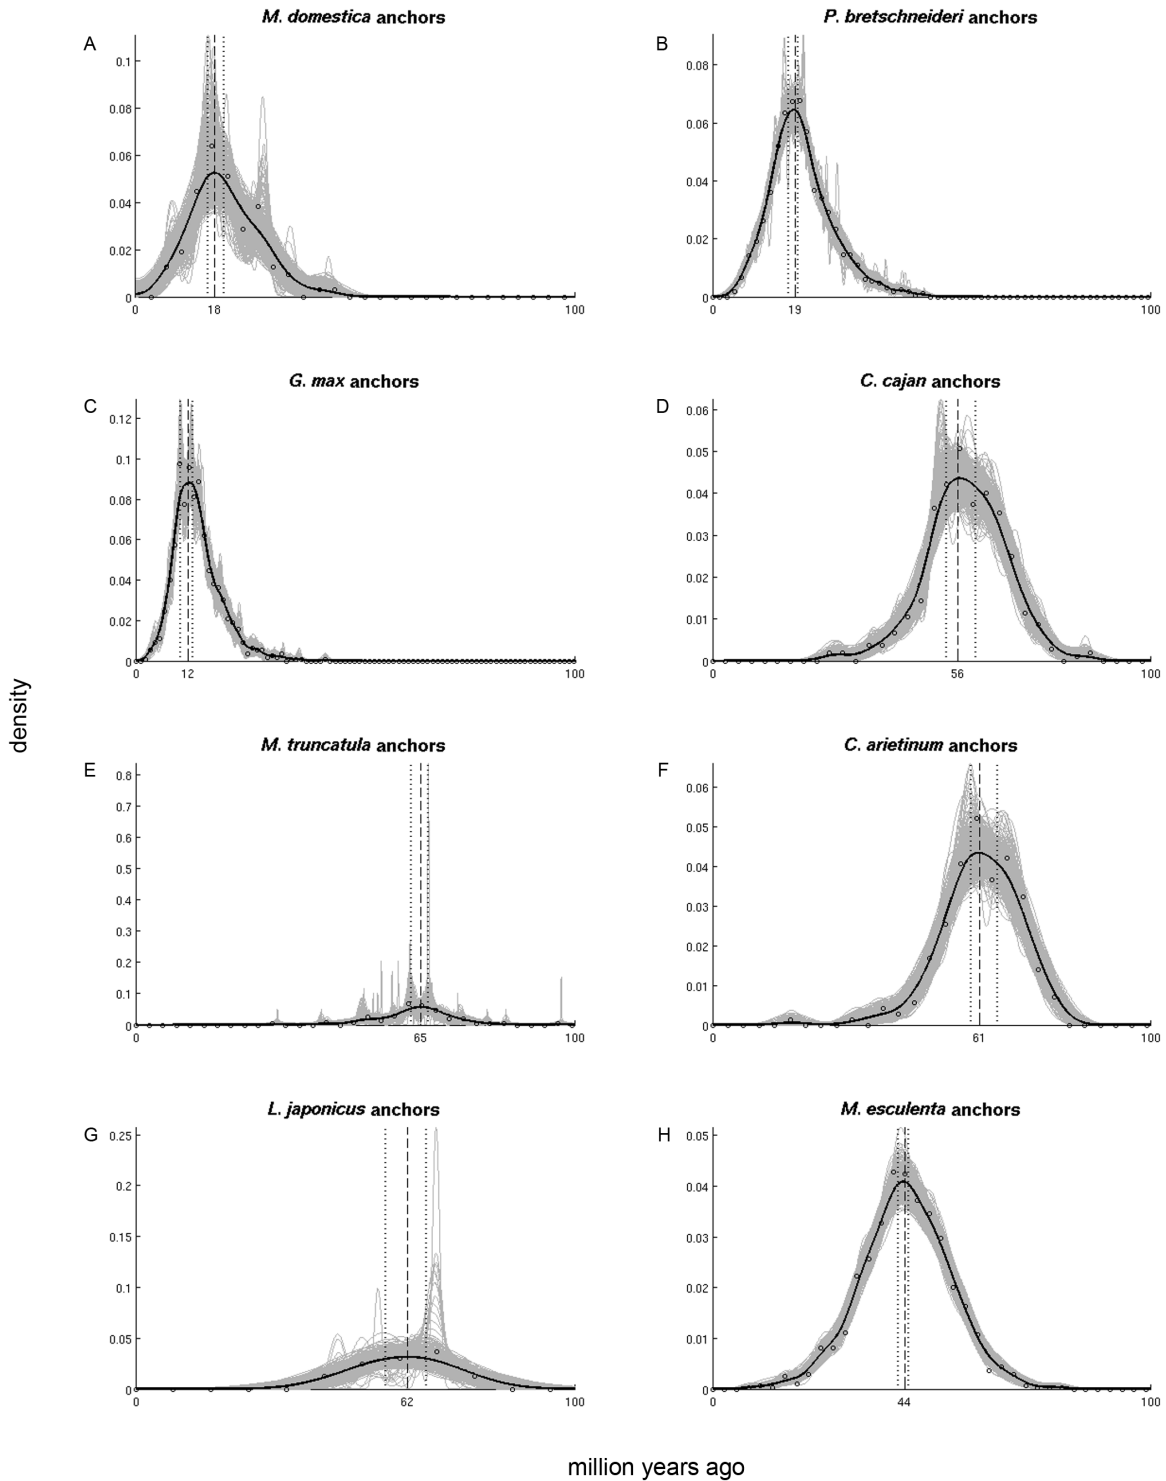 M. domestica anchors
A
0.1
0.08
0.06
0.04
0.02
0
0 18 100
P. bretschneideri anchors
B
0.08
0.06
0.04
0.02
0
0 19 100
G. max anchors
C
0.12
0.1
0.08
0.06
0.04
0.02
0
0 12 100
C. cajan anchors
D
0.06
0.05
0.04
0.03
0.02
0.01
0
0 56 100
density
M. truncatula anchors
E
0.8
0.7
0.6
0.5
0.4
0.3
0.2
0.1
0
0 65 100
C. arietinum anchors
F
0.06
0.05
0.04
0.03
0.02
0.01
0
0 61 100
L. japonicus anchors
G
0.25
0.2
0.15
0.1
0.05
0
0 62 100
M. esculenta anchors
H
0.05
0.04
0.03
0.02
0.01
0
0 44 100
million years ago